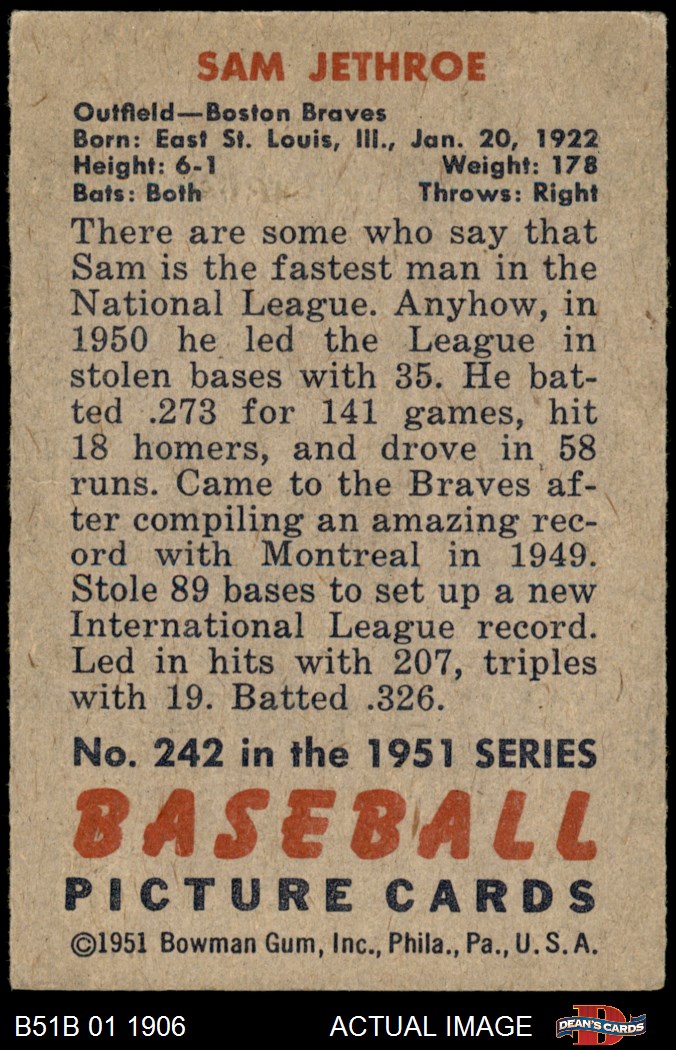 SAM JETHROE
Outfield—Boston Braves
Born: East St. Louis, Ill., Jan. 20, 1922
Height: 6-1 Weight: 178
Bats: Both Throws: Right
There are some who say that
Sam is the fastest man in the
National League. Anyhow, in
1950 he led the League in
stolen bases with 35. He bat-
ted .273 for 141 games, hit
18 homers, and drove in 58
runs. Came to the Braves af-
ter compiling an amazing rec-
ord with Montreal in 1949.
Stole 89 bases to set up a new
International League record.
Led in hits with 207, triples
with 19. Batted .326.
No. 242 in the 1951 SERIES
BASEBALL
PICTURE CARDS
©1951 Bowman Gum, Inc., Phila., Pa., U.S.A.
B51B 01 1906 ACTUAL IMAGE D DEAN'S CARDS